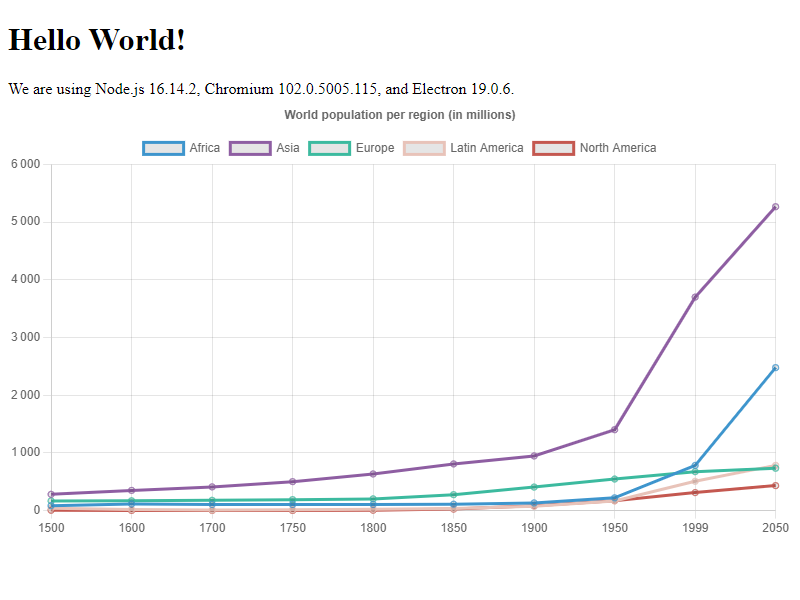 Hello World!
We are using Node.js 16.14.2, Chromium 102.0.5005.115, and Electron 19.0.6.
World population per region (in millions)
Africa Asia Europe Latin America North America
6 000
5 000
4 000
3 000
2 000
1 000
0
1500 1600 1700 1750 1800 1850 1900 1950 1999 2050